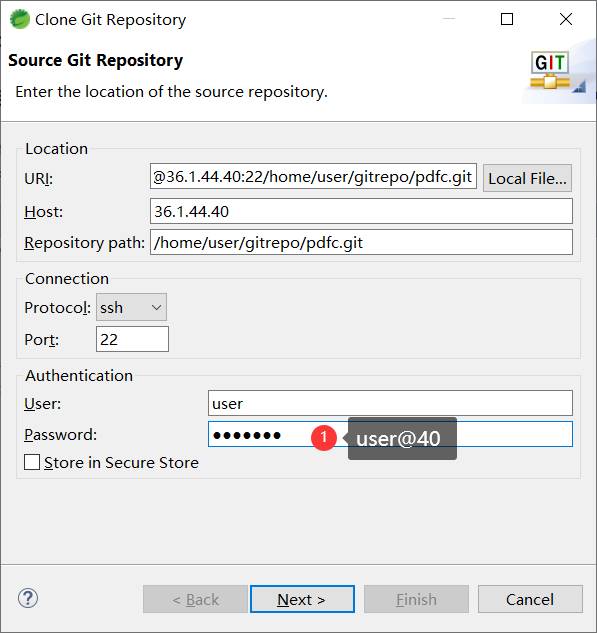 Clone Git Repository
Source Git Repository
Enter the location of the source repository.
GIT
Location
URI: @36.1.44.40:22/home/user/gitrepo/pdfc.git Local File...
Host: 36.1.44.40
Repository path: /home/user/gitrepo/pdfc.git
Connection
Protocol: ssh
Port: 22
Authentication
User: user
Password: ●●●●●●● 1 user@40
Store in Secure Store
? < Back Next > Finish Cancel